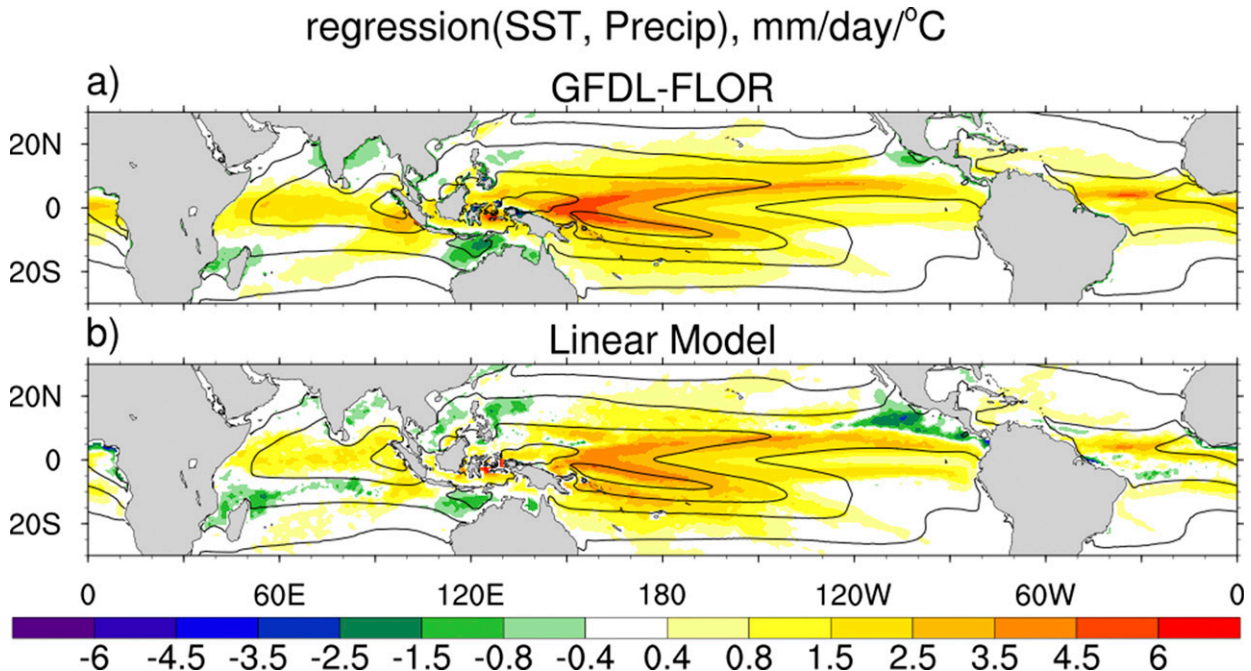 regression(SST, Precip), mm/day/°C
a)
GFDL-FLOR
20N
0
20S
b)
Linear Model
20N
0
20S
0 60E 120E 180 120W 60W 0
-6 -4.5 -3.5 -2.5 -1.5 -0.8 -0.4 0.4 0.8 1.5 2.5 3.5 4.5 6